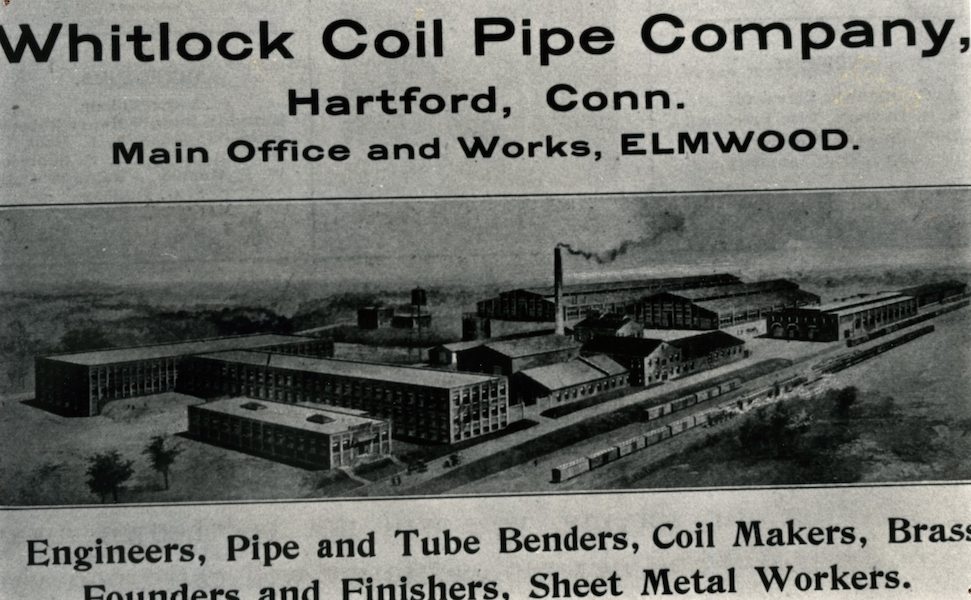 Whitlock Coil Pipe Company,
Hartford, Conn.
Main Office and Works, ELMWOOD.
Engineers, Pipe and Tube Benders, Coil Makers, Brass
Founders and Finishers, Sheet Metal Workers.